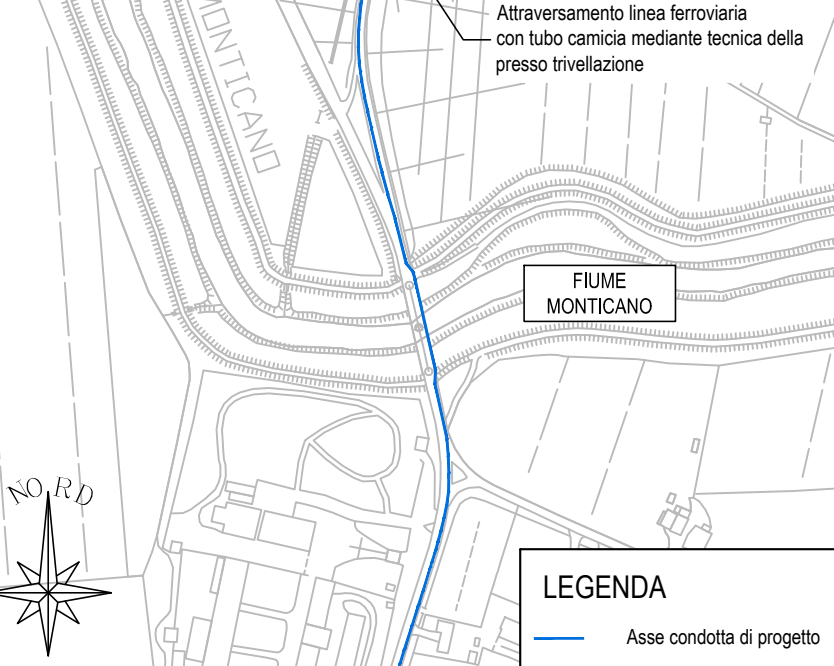 Attraversamento linea ferroviaria
con tubo camicia mediante tecnica della
presso trivellazione
MONTICANO
FIUME
MONTICANO
NORD
LEGENDA
Asse condotta di progetto